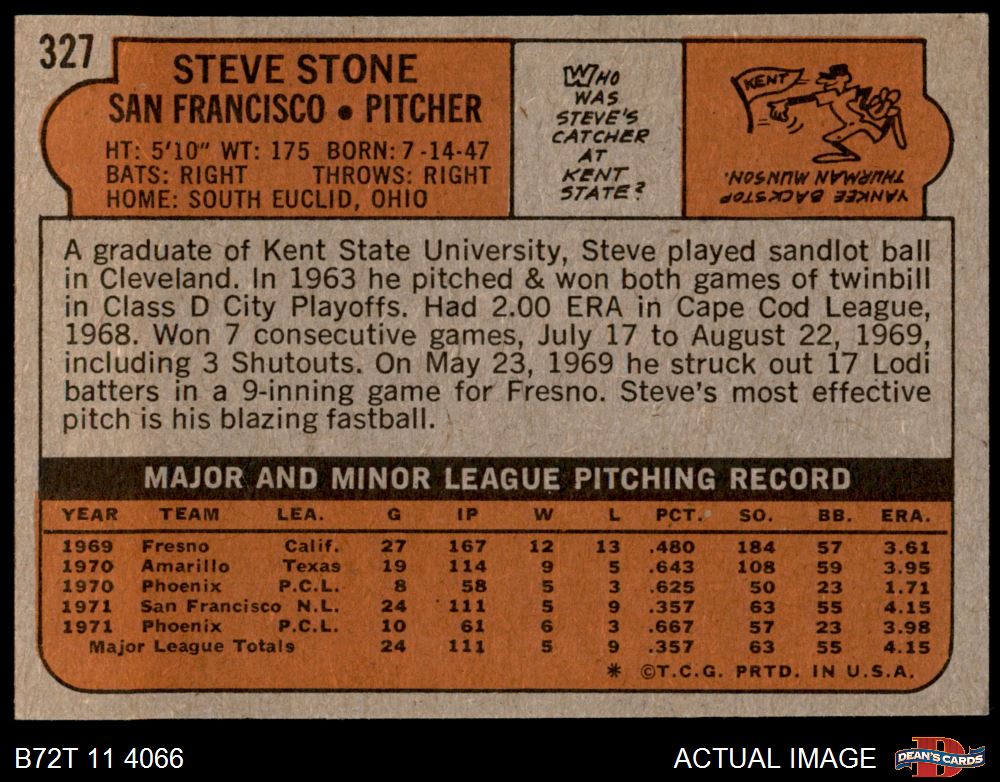 327
STEVE STONE
SAN FRANCISCO • PITCHER
HT: 5'10" WT: 175 BORN: 7-14-47
BATS: RIGHT THROWS: RIGHT
HOME: SOUTH EUCLID, OHIO
WHO
WAS
STEVE'S
CATCHER
AT
KENT
STATE?
KENT
YANKEE BACKSTOP
THURMAN MUNSON.
A graduate of Kent State University, Steve played sandlot ball
in Cleveland. In 1963 he pitched & won both games of twinbill
in Class D City Playoffs. Had 2.00 ERA in Cape Cod League,
1968. Won 7 consecutive games, July 17 to August 22, 1969,
including 3 Shutouts. On May 23, 1969 he struck out 17 Lodi
batters in a 9-inning game for Fresno. Steve's most effective
pitch is his blazing fastball.
MAJOR AND MINOR LEAGUE PITCHING RECORD
YEAR TEAM LEA. G IP W L PCT. SO. BB. ERA.
1969 Fresno Calif. 27 167 12 13 .480 184 57 3.61
1970 Amarillo Texas 19 114 9 5 .643 108 59 3.95
1970 Phoenix P.C.L. 8 58 5 3 .625 50 23 1.71
1971 San Francisco N.L. 24 111 5 9 .357 63 55 4.15
1971 Phoenix P.C.L. 10 61 6 3 .667 57 23 3.98
Major League Totals 24 111 5 9 .357 63 55 4.15
* ©T.C.G. PRTD. IN U.S.A.
B72T 11 4066
ACTUAL IMAGE
D
DEAN'S CARDS